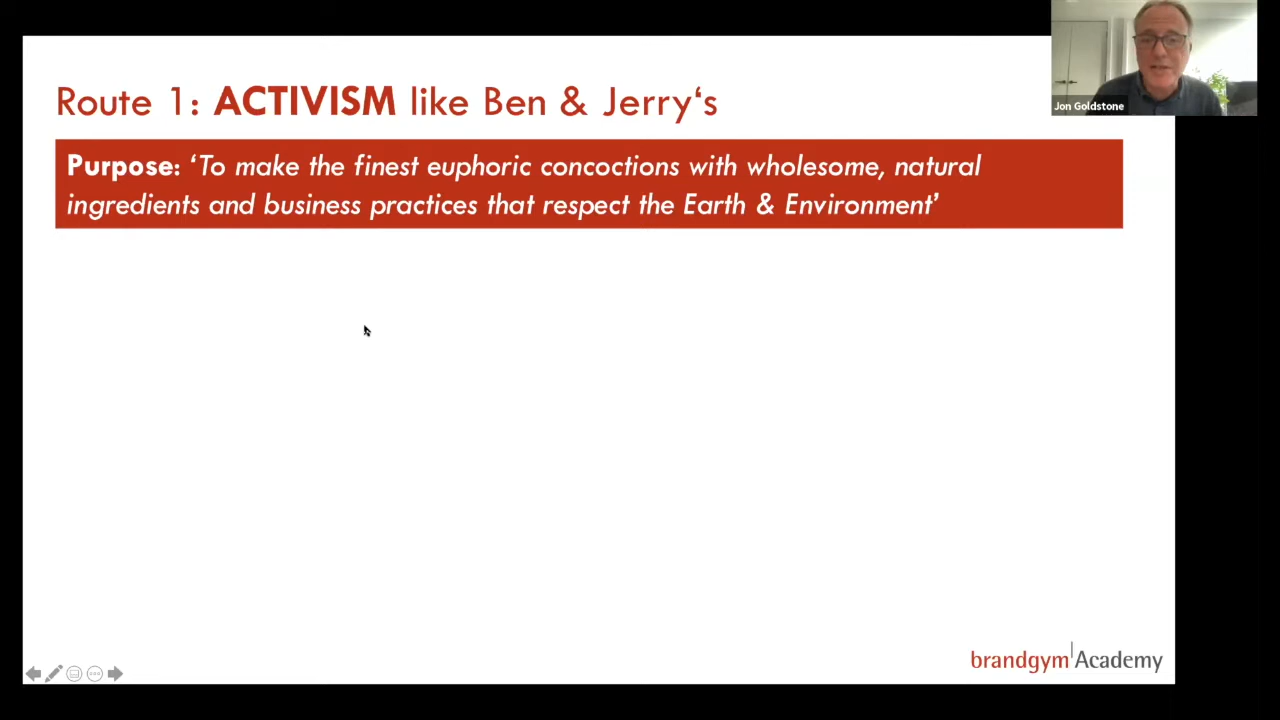 Route 1: ACTIVISM like Ben & Jerry‘s
Jon Goldstone
Purpose: ‘To make the finest euphoric concoctions with wholesome, natural
ingredients and business practices that respect the Earth & Environment’
brandgym Academy